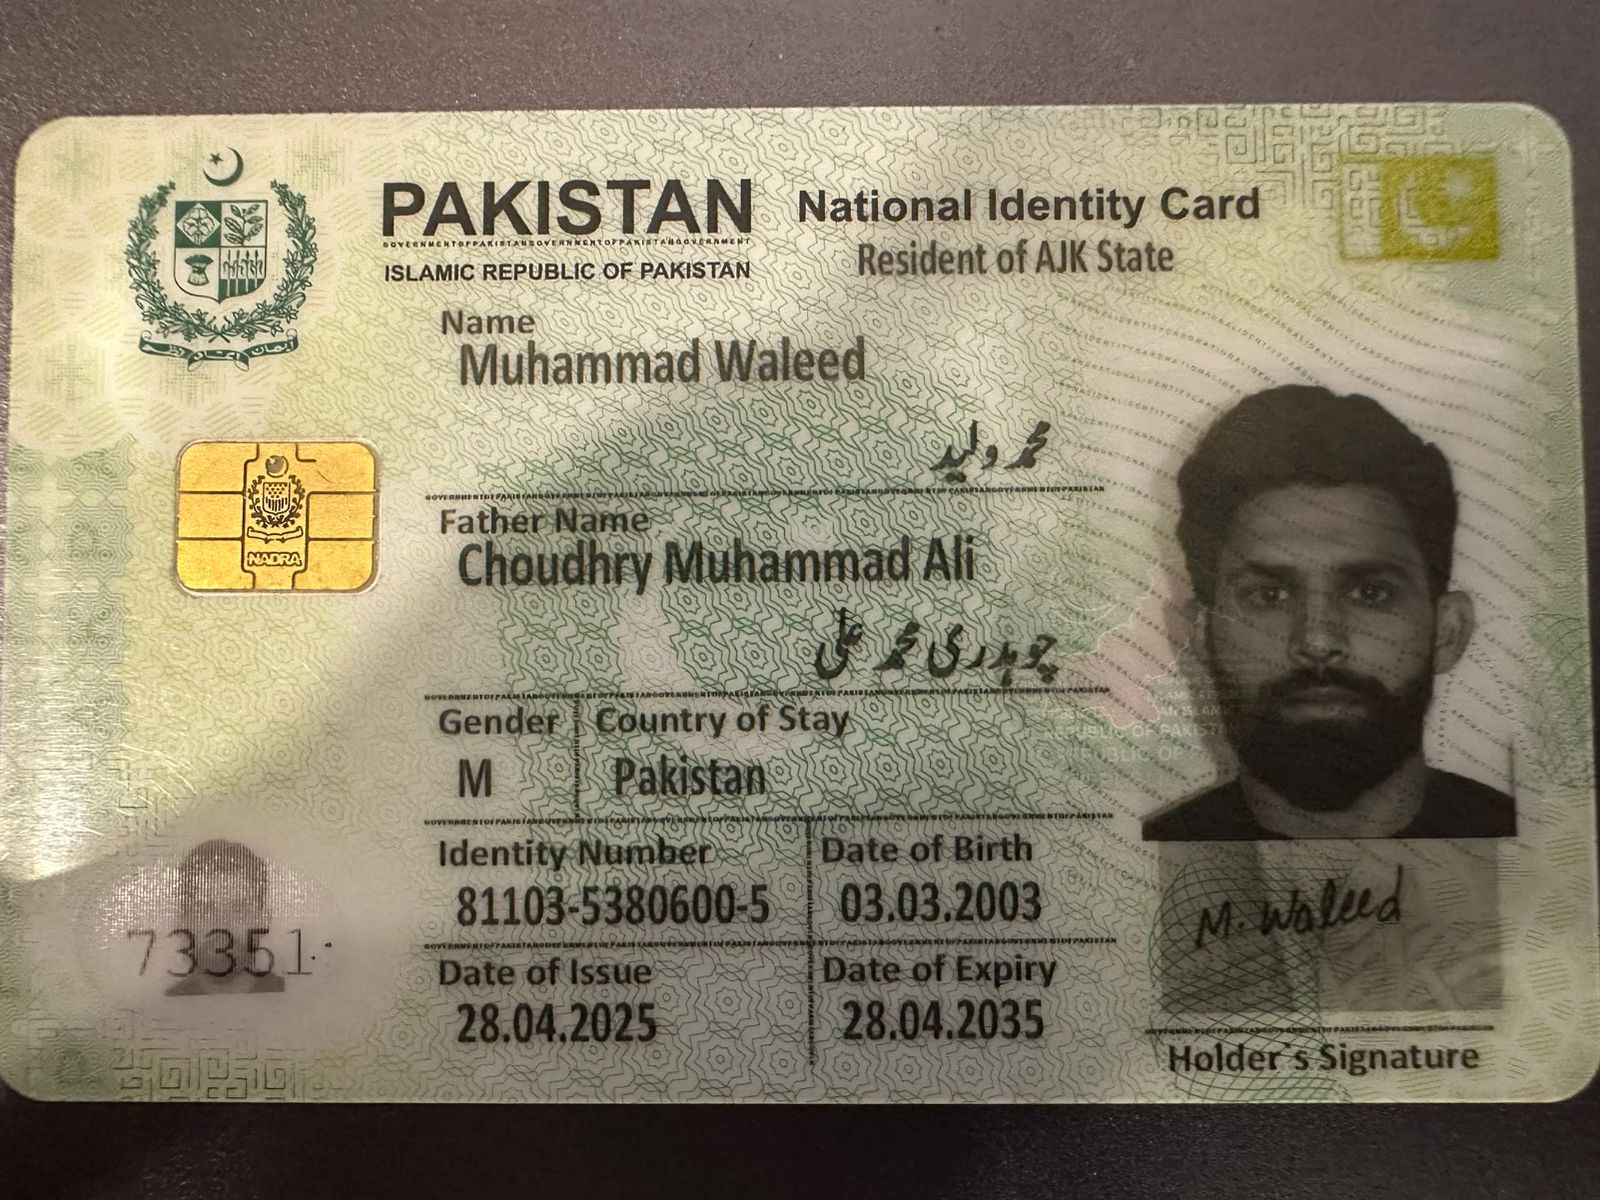 PAKISTAN National Identity Card
ISLAMIC REPUBLIC OF PAKISTAN Resident of AJK State
Name
Muhammad Waleed
محمد ولید
Father Name
Choudhry Muhammad Ali
چوہدری محمد علی
Gender Country of Stay
M Pakistan
Identity Number Date of Birth
81103-5380600-5 03.03.2003
Date of Issue Date of Expiry
28.04.2025 28.04.2035
NADRA
73351
M. Waleed
Holder`s Signature